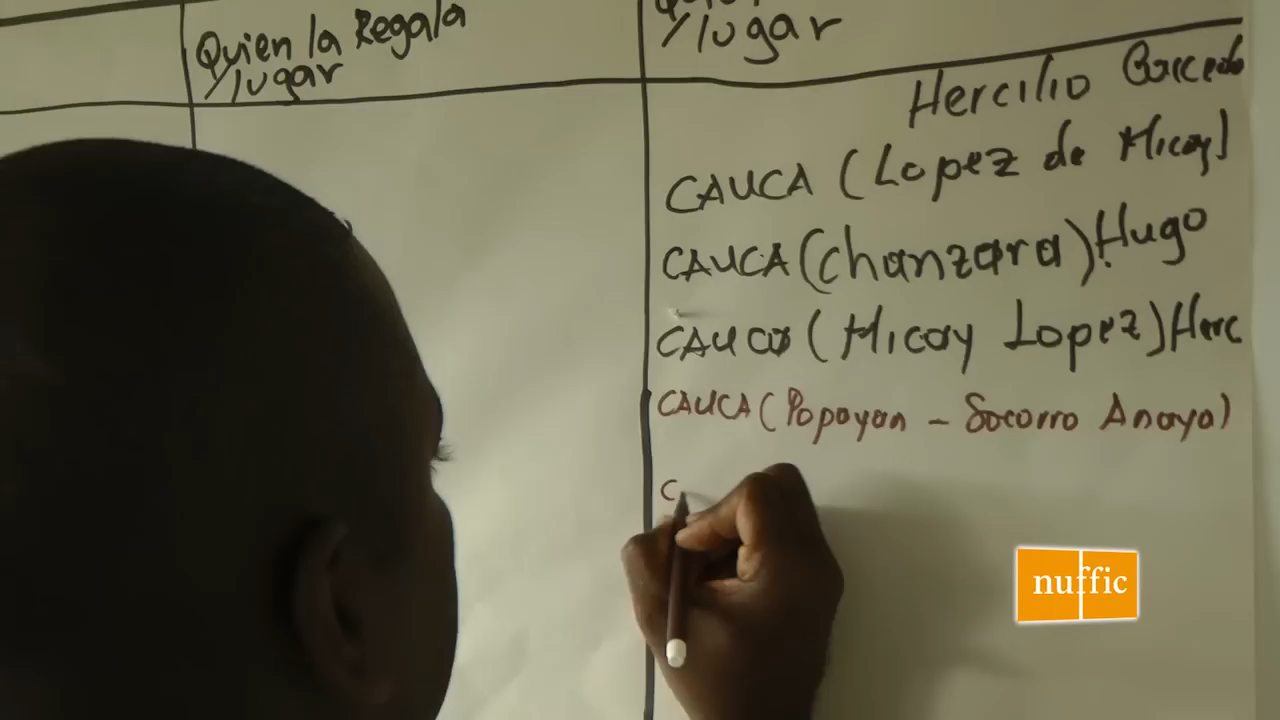 Quien la Regala
/lugar
/lugar
Hercilio
CAUCA (Lopez de Micay)
CAUCA (chanzara) Hugo
CAUCA (Micay Lopez) Herc
CAUCA (Popayan - Socorro Anaya)
C
nuffic